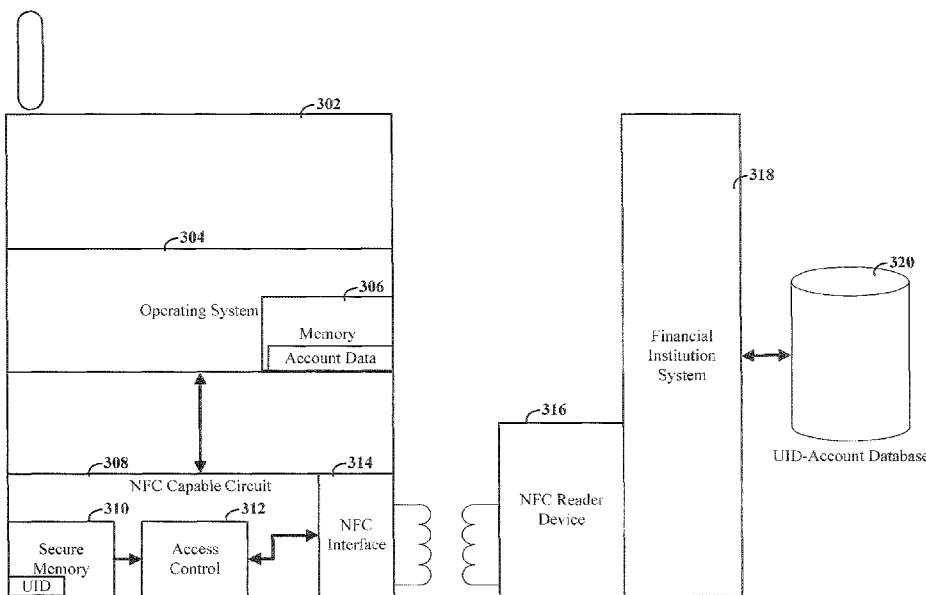 302
304
306
Operating System
Memory
Account Data
308
NFC Capable Circuit
310
Secure
Memory
UID
312
Access
Control
314
NFC
Interface
316
NFC Reader
Device
318
Financial
Institution
System
320
UID-Account Database